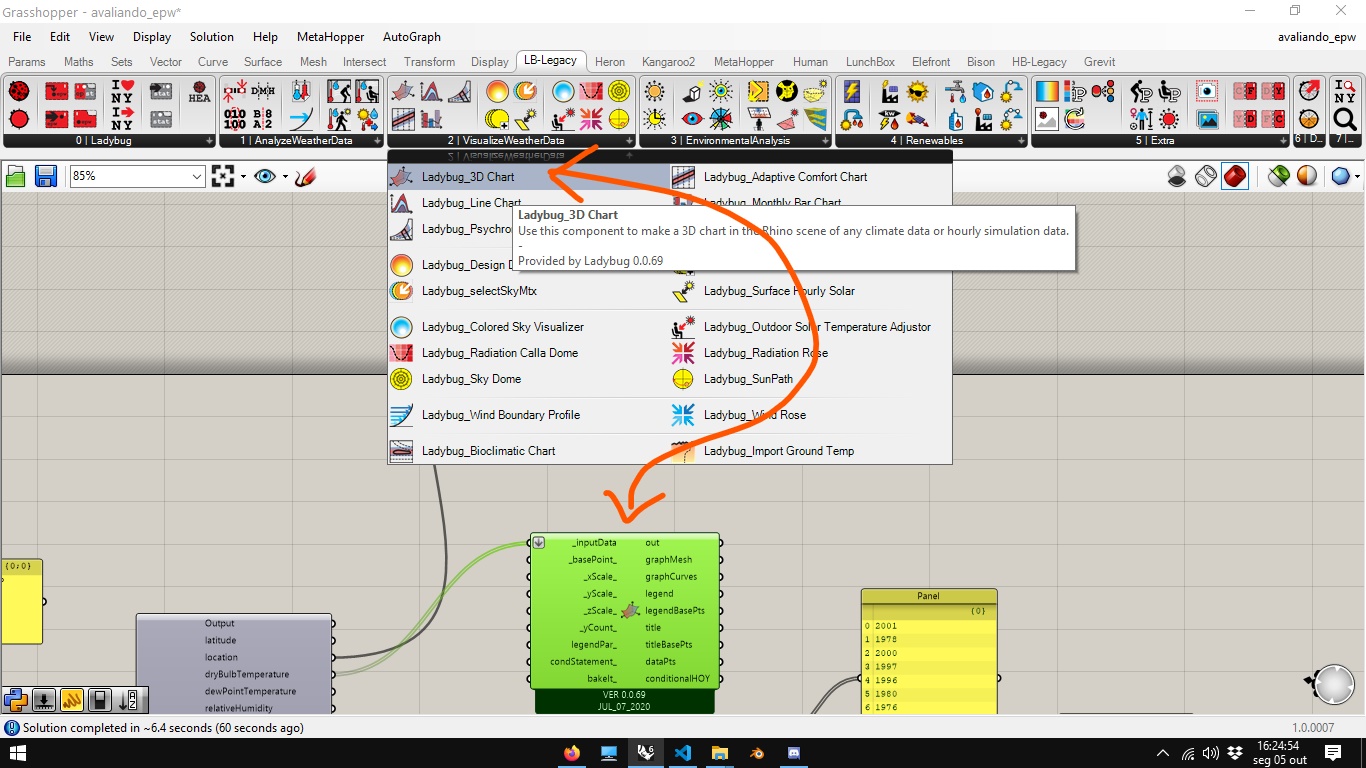 Grasshopper - avaliando_epw*
File Edit View Display Solution Help MetaHopper AutoGraph avaliando_epw
Params Maths Sets Vector Curve Surface Mesh Intersect Transform Display LB-Legacy Heron Kangaroo2 MetaHopper Human LunchBox Elefront Bison HB-Legacy Grevit
0 | Ladybug 1 | AnalyzeWeatherData 2 | VisualizeWeatherData 3 | EnvironmentalAnalysis 4 | Renewables 5 | Extra 6 | D... 7 |...
2 | VisualizeWeatherData
85%
Ladybug_3D Chart Ladybug_Adaptive Comfort Chart
Ladybug_Line Chart Ladybug_Monthly Bar Chart
Ladybug_Psychrom
Ladybug_3D Chart
Use this component to make a 3D chart in the Rhino scene of any climate data or hourly simulation data.
-
Provided by Ladybug 0.0.69
Ladybug_Design D
Ladybug_selectSkyMtx Ladybug_Surface Hourly Solar
Ladybug_Colored Sky Visualizer Ladybug_Outdoor Solar Temperature Adjustor
Ladybug_Radiation Calla Dome Ladybug_Radiation Rose
Ladybug_Sky Dome Ladybug_SunPath
Ladybug_Wind Boundary Profile Ladybug_Wind Rose
Ladybug_Bioclimatic Chart Ladybug_Import Ground Temp
{0;0}
Output
latitude
location
dryBulbTemperature
dewPointTemperature
relativeHumidity
_inputData out
_basePoint_ graphMesh
_xScale_ graphCurves
_yScale_ legend
_zScale_ legendBasePts
_yCount_ title
legendPar_ titleBasePts
condStatement_ dataPts
bakeIt_ conditionalHOY
VER 0.0.69
JUL_07_2020
Panel
{0}
0 2001
1 1978
2 2000
3 1997
4 1996
5 1980
6 1976
Solution completed in ~6.4 seconds (60 seconds ago) 1.0.0007
16:24:54
seg 05 out